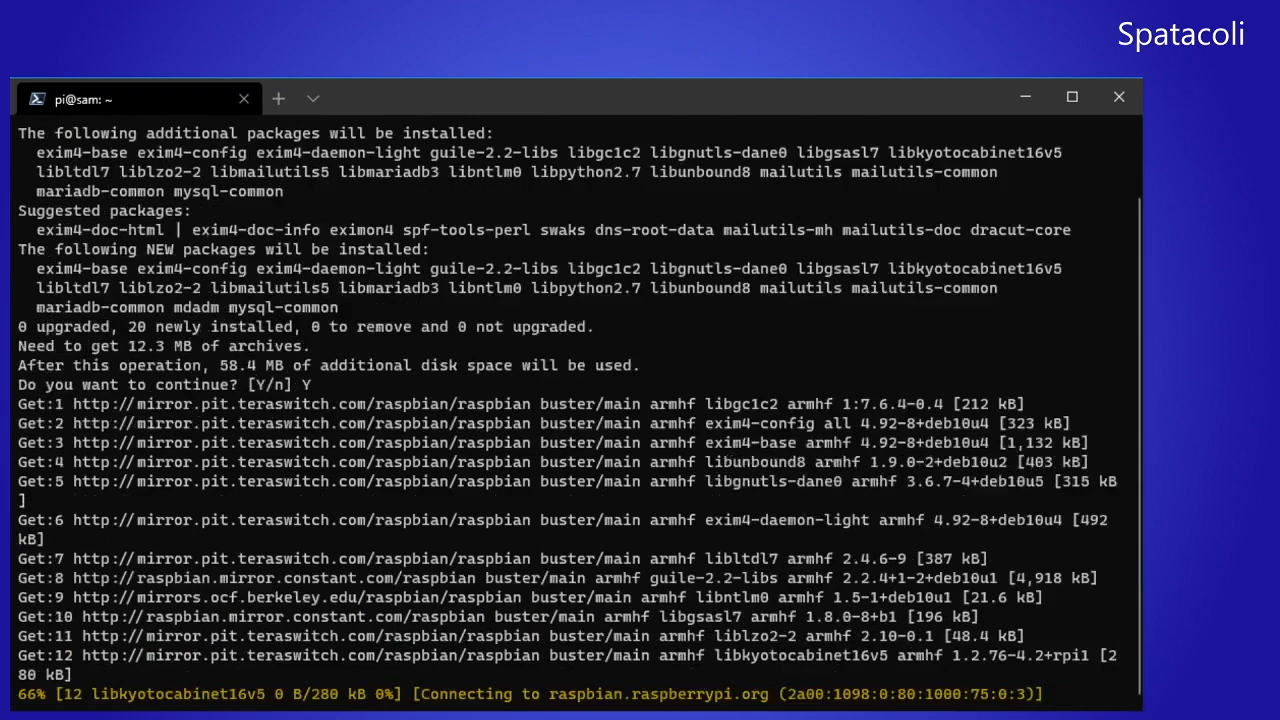 Spatacoli
pi@sam: ~
The following additional packages will be installed:
exim4-base exim4-config exim4-daemon-light guile-2.2-libs libgc1c2 libgnutls-dane0 libgsasl7 libkyotocabinet16v5
libltdl7 liblzo2-2 libmailutils5 libmariadb3 libntlm0 libpython2.7 libunbound8 mailutils mailutils-common
mariadb-common mysql-common
Suggested packages:
exim4-doc-html | exim4-doc-info eximon4 spf-tools-perl swaks dns-root-data mailutils-mh mailutils-doc dracut-core
The following NEW packages will be installed:
exim4-base exim4-config exim4-daemon-light guile-2.2-libs libgc1c2 libgnutls-dane0 libgsasl7 libkyotocabinet16v5
libltdl7 liblzo2-2 libmailutils5 libmariadb3 libntlm0 libpython2.7 libunbound8 mailutils mailutils-common
mariadb-common mdadm mysql-common
0 upgraded, 20 newly installed, 0 to remove and 0 not upgraded.
Need to get 12.3 MB of archives.
After this operation, 58.4 MB of additional disk space will be used.
Do you want to continue? [Y/n] Y
Get:1 http://mirror.pit.teraswitch.com/raspbian/raspbian buster/main armhf libgc1c2 armhf 1:7.6.4-0.4 [212 kB]
Get:2 http://mirror.pit.teraswitch.com/raspbian/raspbian buster/main armhf exim4-config all 4.92-8+deb10u4 [323 kB]
Get:3 http://mirror.pit.teraswitch.com/raspbian/raspbian buster/main armhf exim4-base armhf 4.92-8+deb10u4 [1,132 kB]
Get:4 http://mirror.pit.teraswitch.com/raspbian/raspbian buster/main armhf libunbound8 armhf 1.9.0-2+deb10u2 [403 kB]
Get:5 http://mirror.pit.teraswitch.com/raspbian/raspbian buster/main armhf libgnutls-dane0 armhf 3.6.7-4+deb10u5 [315 kB
]
Get:6 http://mirror.pit.teraswitch.com/raspbian/raspbian buster/main armhf exim4-daemon-light armhf 4.92-8+deb10u4 [492
kB]
Get:7 http://mirror.pit.teraswitch.com/raspbian/raspbian buster/main armhf libltdl7 armhf 2.4.6-9 [387 kB]
Get:8 http://raspbian.mirror.constant.com/raspbian buster/main armhf guile-2.2-libs armhf 2.2.4+1-2+deb10u1 [4,918 kB]
Get:9 http://mirrors.ocf.berkeley.edu/raspbian/raspbian buster/main armhf libntlm0 armhf 1.5-1+deb10u1 [21.6 kB]
Get:10 http://raspbian.mirror.constant.com/raspbian buster/main armhf libgsasl7 armhf 1.8.0-8+b1 [196 kB]
Get:11 http://mirror.pit.teraswitch.com/raspbian/raspbian buster/main armhf liblzo2-2 armhf 2.10-0.1 [48.4 kB]
Get:12 http://mirror.pit.teraswitch.com/raspbian/raspbian buster/main armhf libkyotocabinet16v5 armhf 1.2.76-4.2+rpi1 [2
80 kB]
66% [12 libkyotocabinet16v5 0 B/280 kB 0%] [Connecting to raspbian.raspberrypi.org (2a00:1098:0:80:1000:75:0:3)]